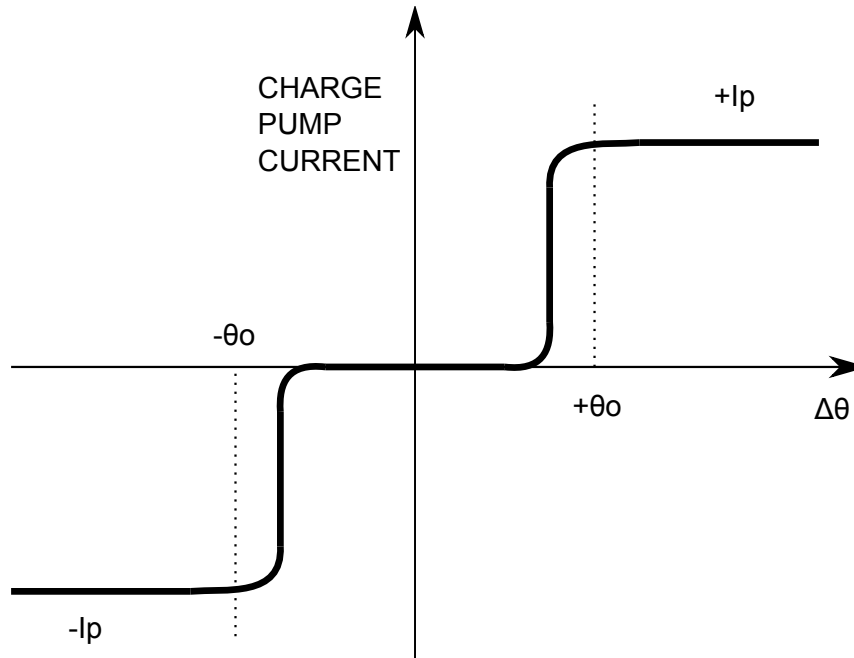 CHARGE
PUMP
CURRENT
+Ip
-θo
+θo
Δθ
-Ip